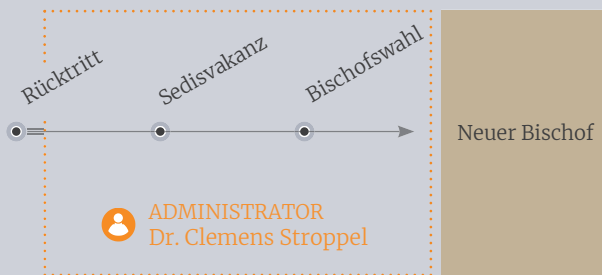 Rücktritt
Sedisvakanz
Bischofswahl
Neuer Bischof
ADMINISTRATOR
Dr. Clemens Stroppel